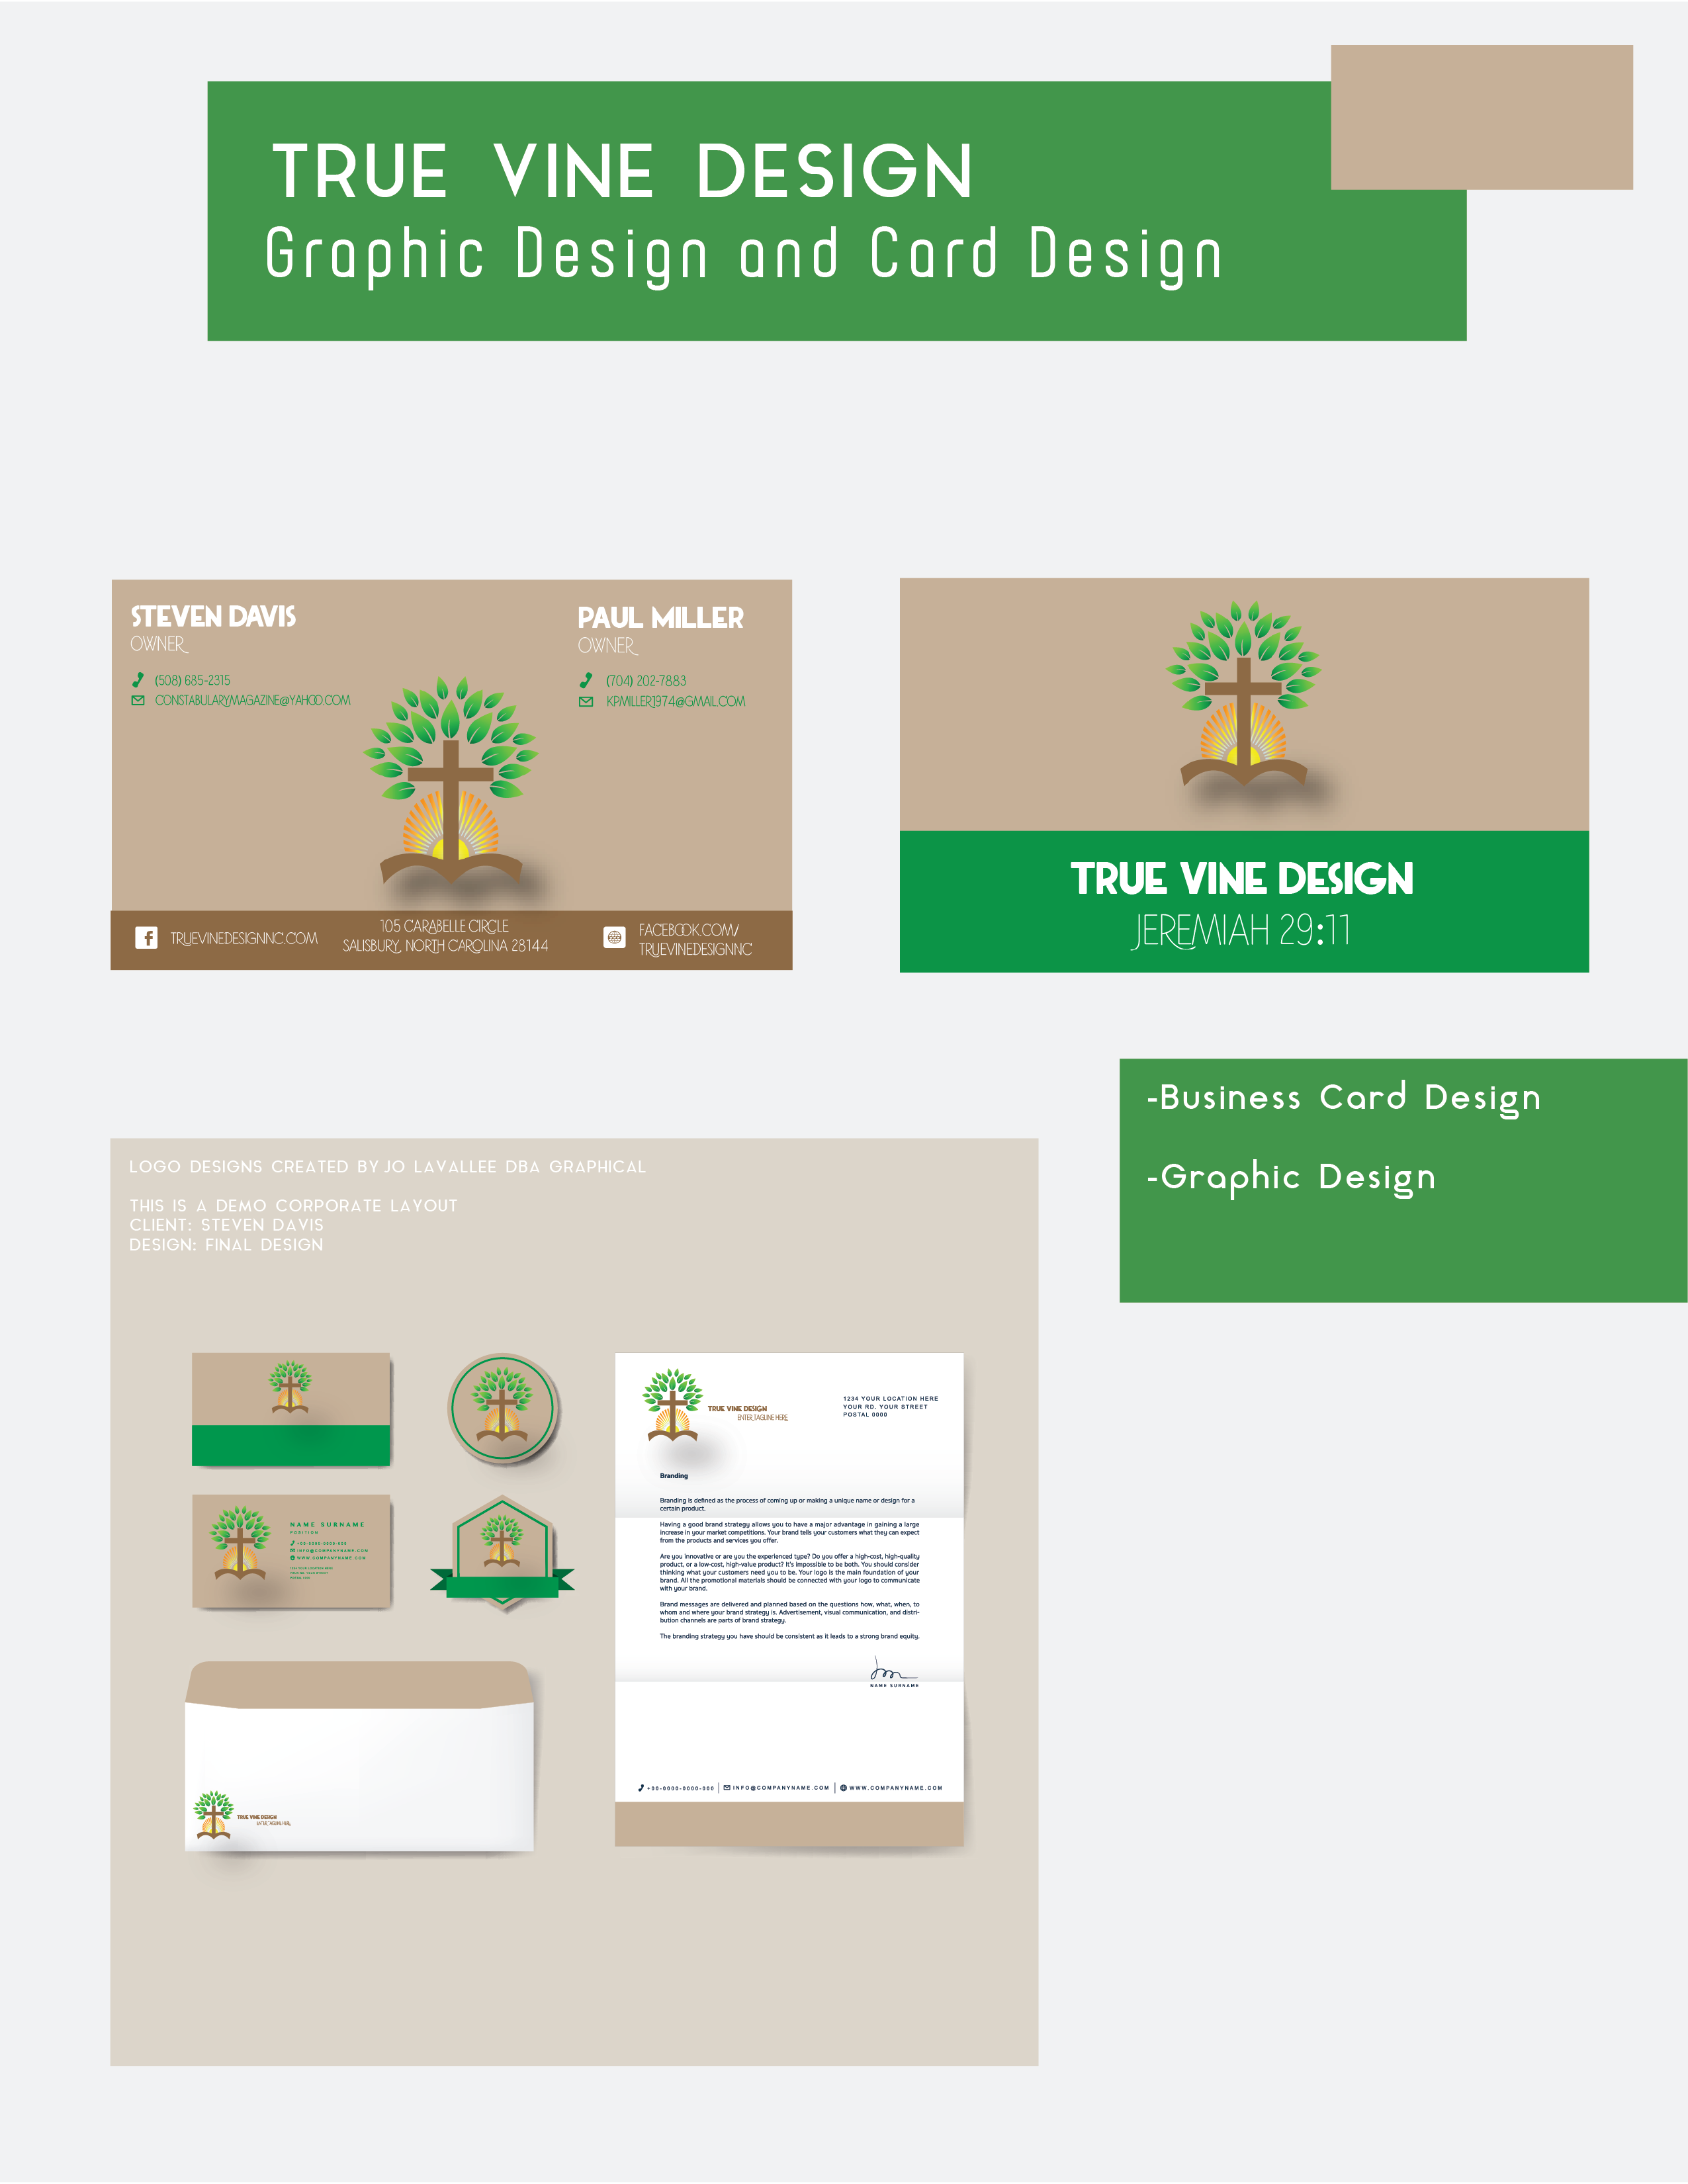 TRUE VINE DESIGN
Graphic Design and Card Design
STEVEN DAVIS
OWNER
(508) 685-2315
CONSTABULARYMAGAZINE@YAHOO.COM
PAUL MILLER
OWNER
(704) 202-7883
KPMILLER1974@GMAIL.COM
TRUEVINEDESIGNNC.COM
105 CARABELLE CIRCLE
SALISBURY, NORTH CAROLINA 28144
FACEBOOK.COM/
TRUEVINEDESIGNNC
TRUE VINE DESIGN
JEREMIAH 29:11
-Business Card Design
-Graphic Design
LOGO DESIGNS CREATED BY JO LAVALLEE DBA GRAPHICAL
THIS IS A DEMO CORPORATE LAYOUT
CLIENT: STEVEN DAVIS
DESIGN: FINAL DESIGN
NAME SURNAME
POSITION
+00-0000-0000-000
INFO@COMPANYNAME.COM
WWW.COMPANYNAME.COM
TRUE VINE DESIGN
ENTER TAGLINE HERE
1234 YOUR LOCATION HERE
YOUR RD. YOUR STREET
POSTAL 0000
Branding
Branding is defined as the process of coming up or making a unique name or design for a
certain product.
Having a good brand strategy allows you to have a major advantage in gaining a large
increase in your market competitions. Your brand tells your customers what they can expect
from the products and services you offer.
Are you innovative or are you the experienced type? Do you offer a high-cost, high-quality
product, or a low-cost, high-value product? It's impossible to be both. You should consider
thinking what your customers need you to be. Your logo is the main foundation of your
brand. All the promotional materials should be connected with your logo to communicate
with your brand.
Brand messages are delivered and planned based on the questions how, what, when, to
whom and where your brand strategy is. Advertisement, visual communication, and distri-
bution channels are parts of brand strategy.
The branding strategy you have should be consistent as it leads to a strong brand equity.
NAME SURNAME
+00-0000-0000-000 INFO@COMPANYNAME.COM WWW.COMPANYNAME.COM
TRUE VINE DESIGN
ENTER TAGLINE HERE